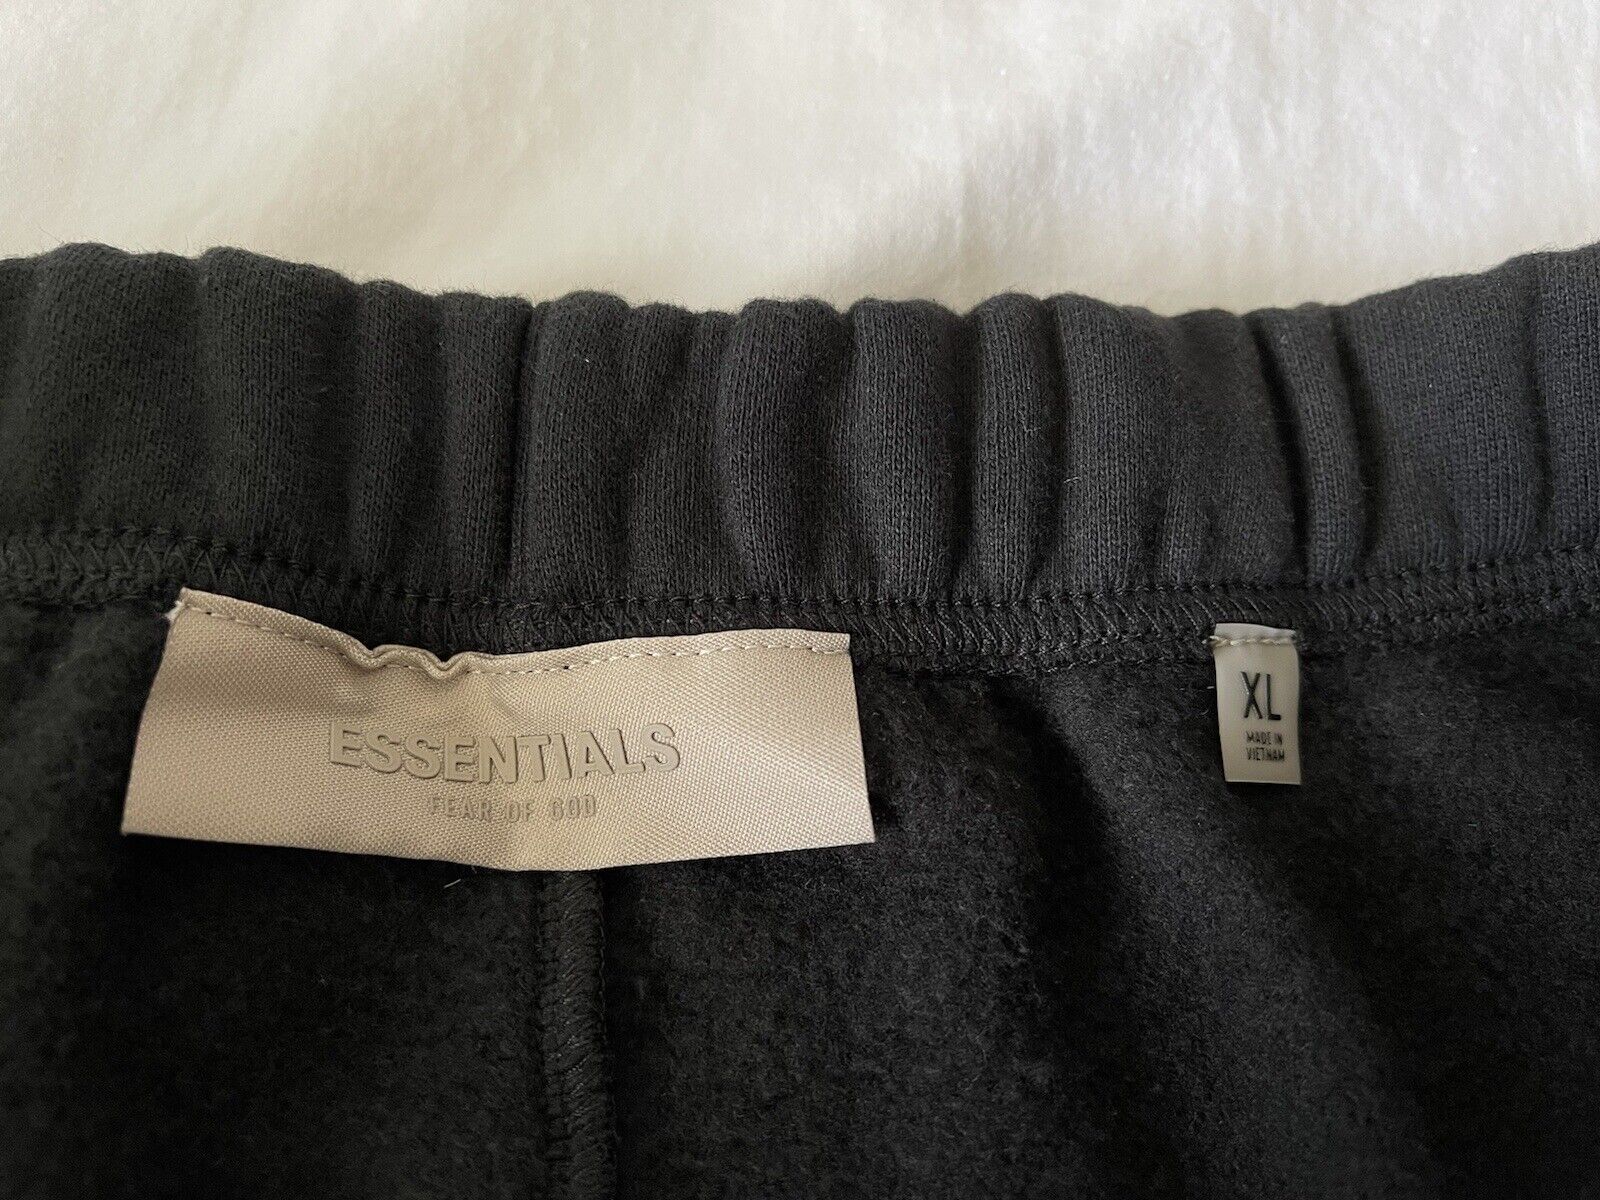 ESSENTIALS
FEAR OF GOD
XL
MADE IN
VIETNAM